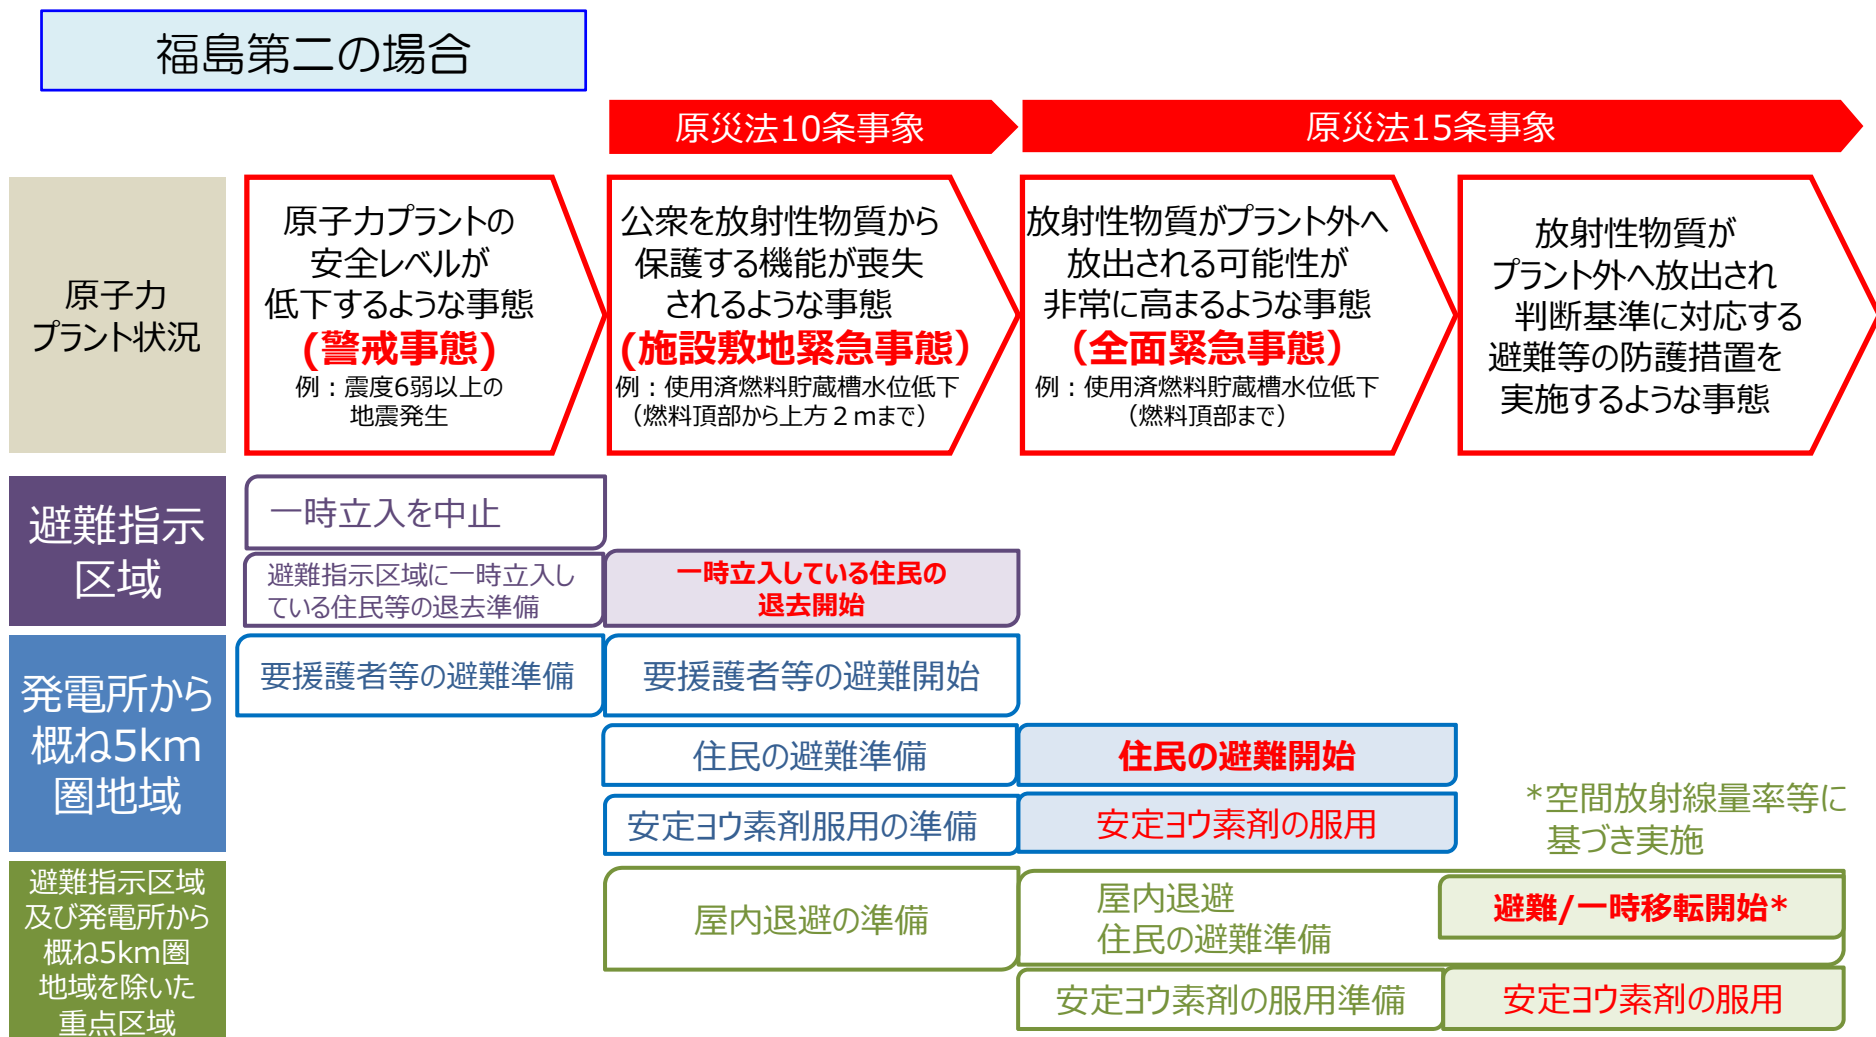 福島第二の場合
原災法10条事象
原災法15条事象
原子力
プラント状況
原子力プラントの
安全レベルが
低下するような事態
(警戒事態)
例：震度6弱以上の
地震発生
公衆を放射性物質から
保護する機能が喪失
されるような事態
(施設敷地緊急事態）
例：使用済燃料貯蔵槽水位低下
（燃料頂部から上方２ｍまで）
放射性物質がプラント外へ
放出される可能性が
非常に高まるような事態
（全面緊急事態）
例：使用済燃料貯蔵槽水位低下
（燃料頂部まで）
放射性物質が
プラント外へ放出され
判断基準に対応する
避難等の防護措置を
実施するような事態
避難指示
区域
一時立入を中止
避難指示区域に一時立入し
ている住民等の退去準備
一時立入している住民の
退去開始
発電所から
概ね5km
圏地域
要援護者等の避難準備
要援護者等の避難開始
住民の避難準備
住民の避難開始
安定ヨウ素剤服用の準備
安定ヨウ素剤の服用
*空間放射線量率等に
基づき実施
避難指示区域
及び発電所から
概ね5km圏
地域を除いた
重点区域
屋内退避の準備
屋内退避
住民の避難準備
避難/一時移転開始*
安定ヨウ素剤の服用準備
安定ヨウ素剤の服用